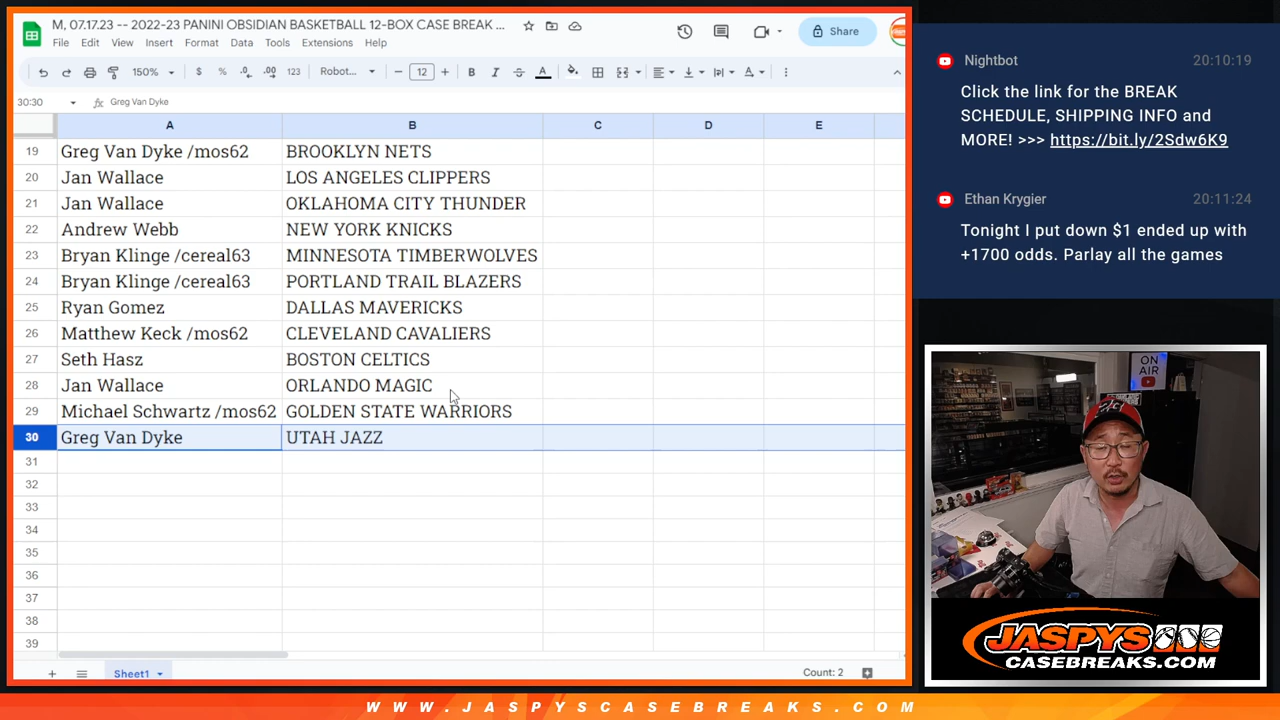 M, 07.17.23 -- 2022-23 PANINI OBSIDIAN BASKETBALL 12-BOX CASE BREAK ...
Share
File Edit View Insert Format Data Tools Extensions Help
150% $ % .0 .00 123 Robot... − 12 + B I S A
30:30 fx Greg Van Dyke
A B C D E
19 Greg Van Dyke /mos62 BROOKLYN NETS
20 Jan Wallace LOS ANGELES CLIPPERS
21 Jan Wallace OKLAHOMA CITY THUNDER
22 Andrew Webb NEW YORK KNICKS
23 Bryan Klinge /cereal63 MINNESOTA TIMBERWOLVES
24 Bryan Klinge /cereal63 PORTLAND TRAIL BLAZERS
25 Ryan Gomez DALLAS MAVERICKS
26 Matthew Keck /mos62 CLEVELAND CAVALIERS
27 Seth Hasz BOSTON CELTICS
28 Jan Wallace ORLANDO MAGIC
29 Michael Schwartz /mos62 GOLDEN STATE WARRIORS
30 Greg Van Dyke UTAH JAZZ
31
32
33
34
35
36
37
38
39
Sheet1 Count: 2
Nightbot 20:10:19
Click the link for the BREAK
SCHEDULE, SHIPPING INFO and
MORE! >>> https://bit.ly/2Sdw6K9
Ethan Krygier 20:11:24
Tonight I put down $1 ended up with
+1700 odds. Parlay all the games
ON
AIR
JASPYS
CASEBREAKS.COM
WWW.JASPYSCASEBREAKS.COM